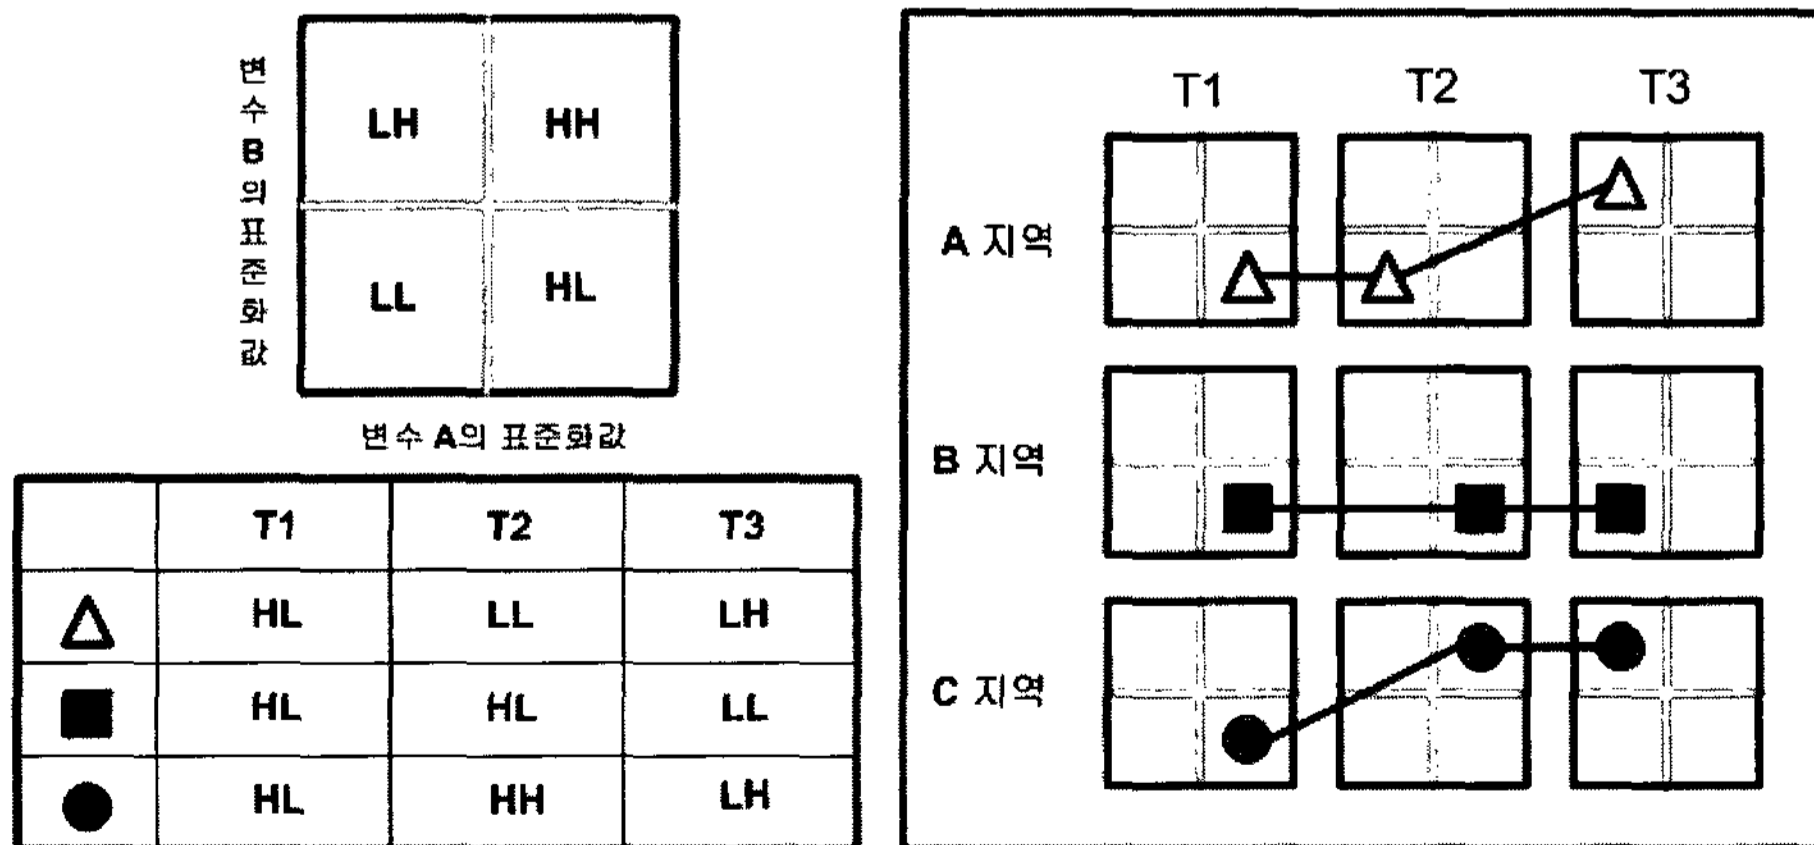 변수B의표준화값
LH HH
LL HL
변수 A의 표준화값
T1 T2 T3
HL LL LH
HL HL LL
HL HH LH
T1 T2 T3
A 지역
B 지역
C 지역